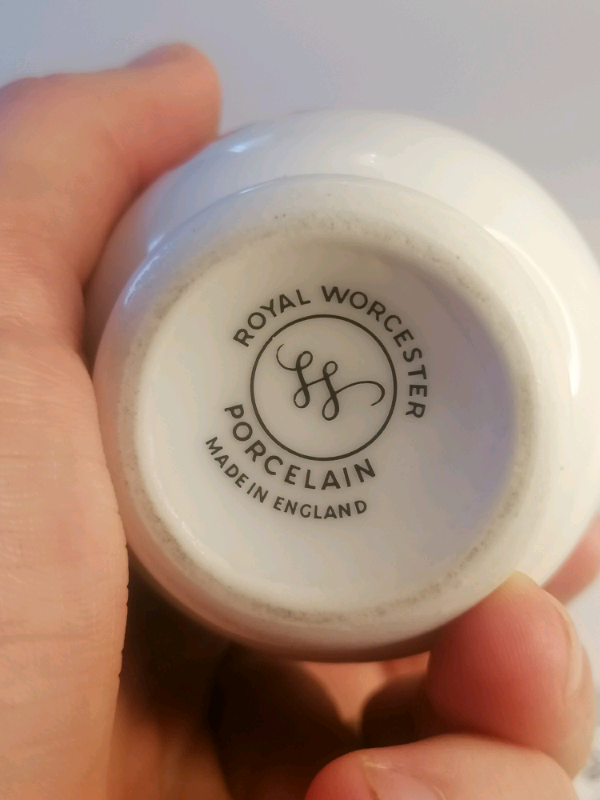 ROYAL WORCESTER
PORCELAIN
MADE IN ENGLAND